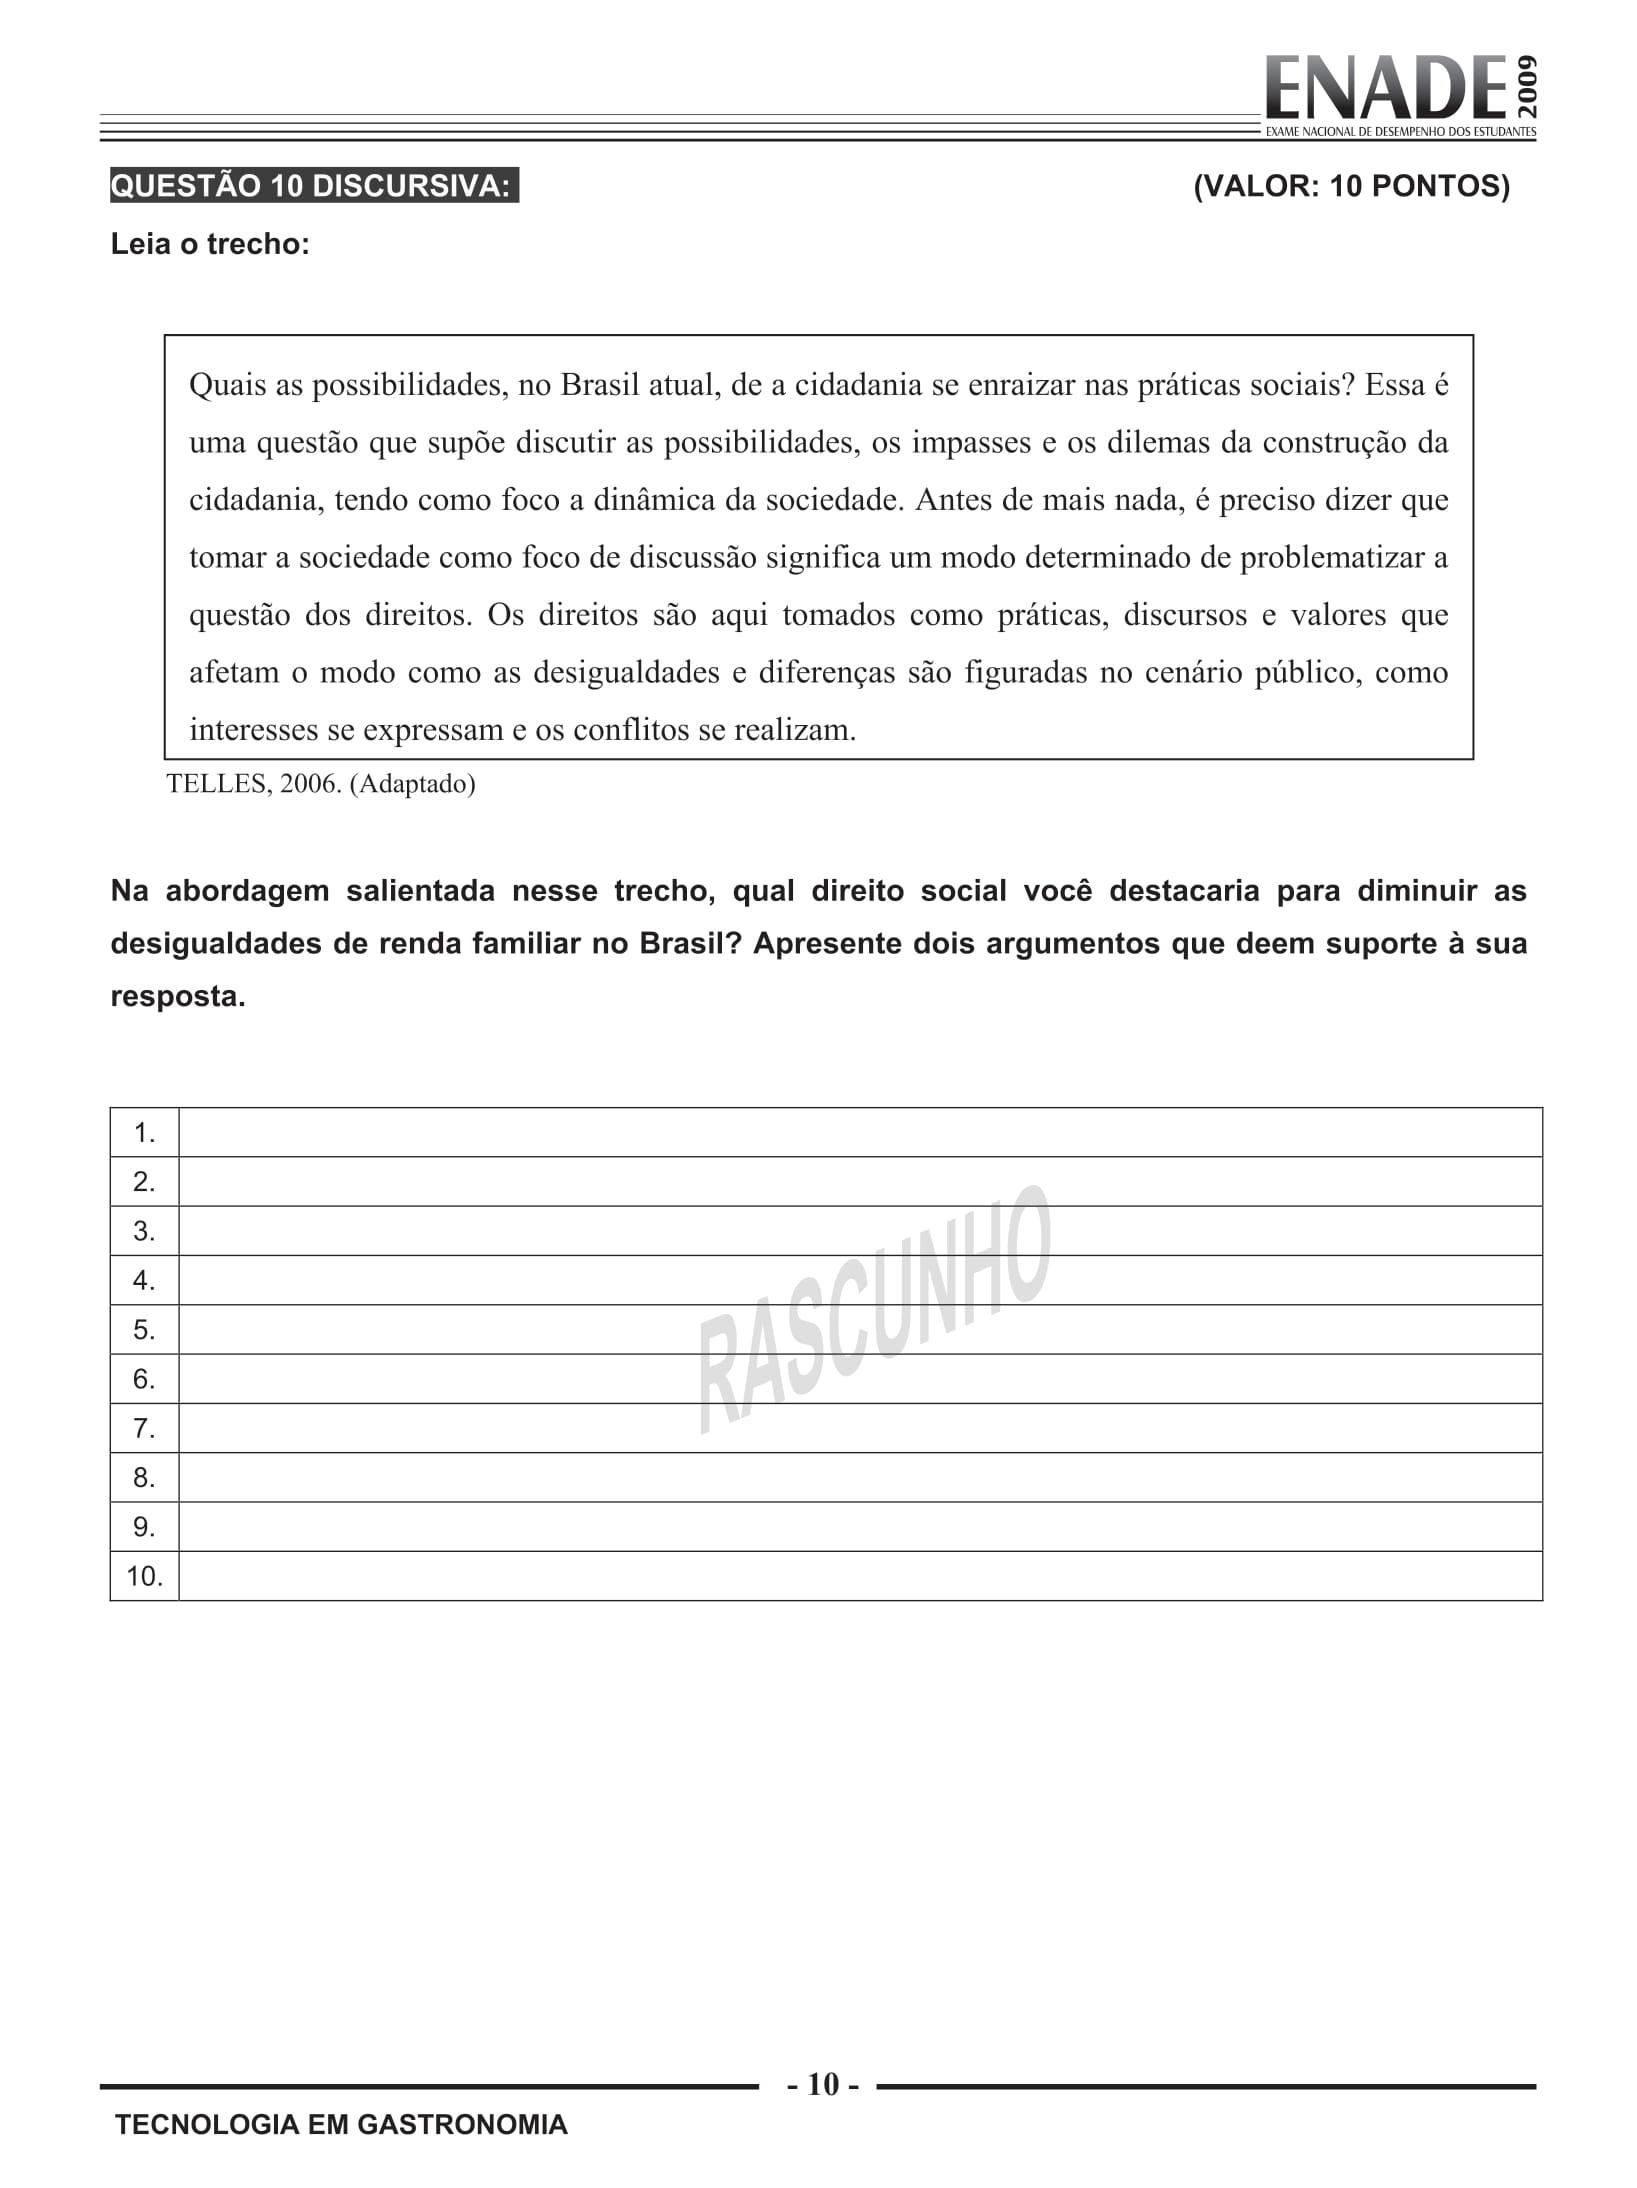 ENADE 2009
EXAME NACIONAL DE DESEMPENHO DOS ESTUDANTES
QUESTÃO 10 DISCURSIVA: (VALOR: 10 PONTOS)
Leia o trecho:
Quais as possibilidades, no Brasil atual, de a cidadania se enraizar nas práticas sociais? Essa é
uma questão que supõe discutir as possibilidades, os impasses e os dilemas da construção da
cidadania, tendo como foco a dinâmica da sociedade. Antes de mais nada, é preciso dizer que
tomar a sociedade como foco de discussão significa um modo determinado de problematizar a
questão dos direitos. Os direitos são aqui tomados como práticas, discursos e valores que
afetam o modo como as desigualdades e diferenças são figuradas no cenário público, como
interesses se expressam e os conflitos se realizam.
TELLES, 2006. (Adaptado)
Na abordagem salientada nesse trecho, qual direito social você destacaria para diminuir as
desigualdades de renda familiar no Brasil? Apresente dois argumentos que deem suporte à sua
resposta.
1.
2.
3.
4.
5.
6.
7.
8.
9.
10.
RASCUNHO
- 10 -
TECNOLOGIA EM GASTRONOMIA